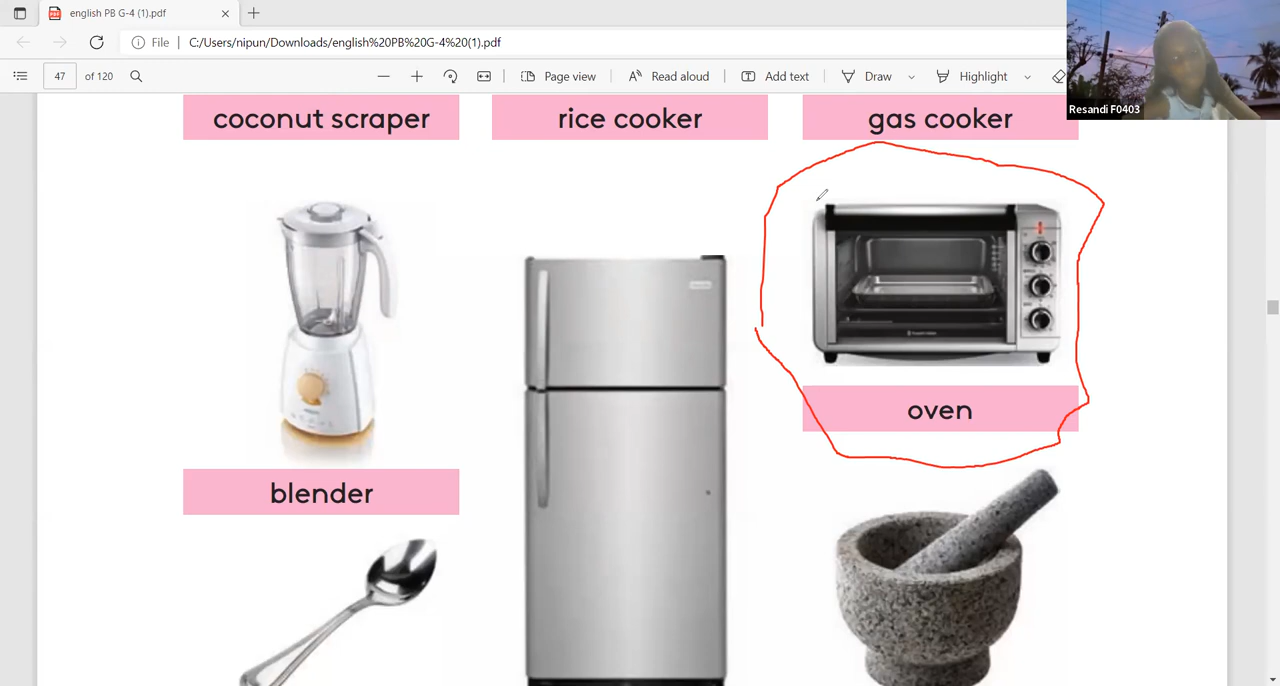 english PB G-4 (1).pdf
File
C:/Users/nipun/Downloads/english%20PB%20G-4%20(1).pdf
47 of 120
Page view
Read aloud
Add text
Draw
Highlight
Resandi F0403
coconut scraper
rice cooker
gas cooker
oven
blender